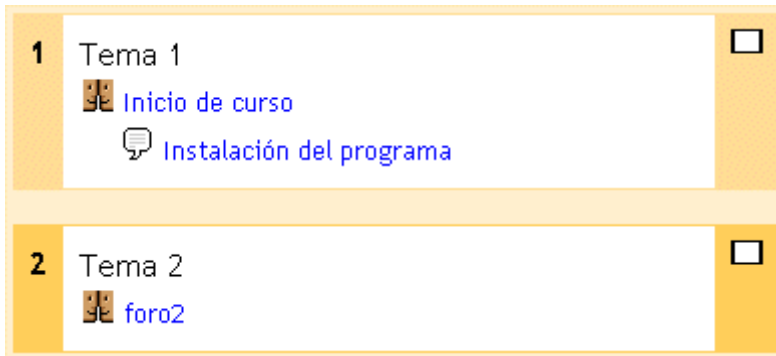 1 Tema 1
Inicio de curso
Instalación del programa
2 Tema 2
foro2